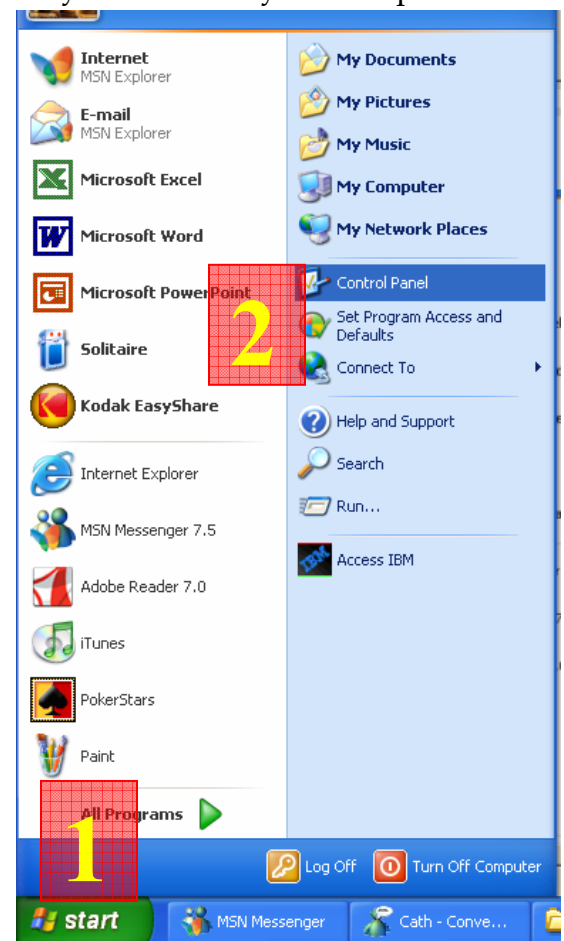 Internet
MSN Explorer
E-mail
MSN Explorer
Microsoft Excel
Microsoft Word
Microsoft PowerPoint
Solitaire
Kodak EasyShare
Internet Explorer
MSN Messenger 7.5
Adobe Reader 7.0
iTunes
PokerStars
Paint
All Programs
1
My Documents
My Pictures
My Music
My Computer
My Network Places
2
Control Panel
Set Program Access and
Defaults
Connect To
Help and Support
Search
Run...
IBM
Access IBM
Log Off
Turn Off Computer
start
MSN Messenger
Cath - Conve...